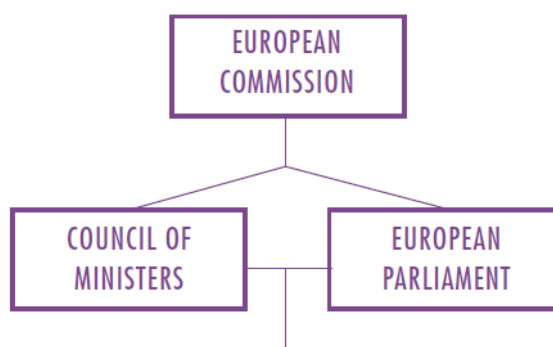 EUROPEAN
COMMISSION
COUNCIL OF
MINISTERS
EUROPEAN
PARLIAMENT